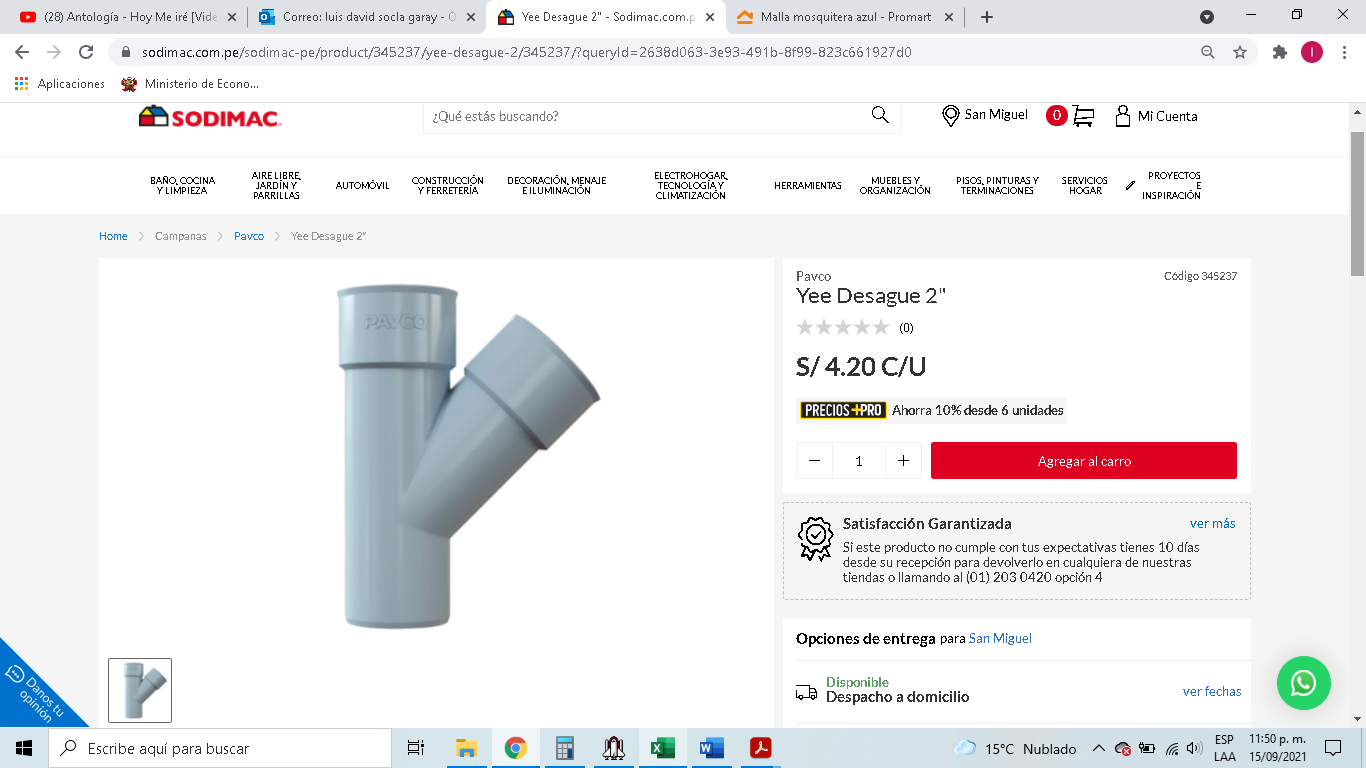 (28) Antología - Hoy Me iré [Vide
Correo: luis david socla garay - O
Yee Desague 2" - Sodimac.com.p
Malla mosquitera azul - Promart
sodimac.com.pe/sodimac-pe/product/345237/yee-desague-2/345237/?queryId=2638d063-3e93-491b-8f99-823c661927d0
I
Aplicaciones
Ministerio de Econo...
SODIMAC
¿Qué estás buscando?
San Miguel
0
Mi Cuenta
BAÑO, COCINA
Y LIMPIEZA
AIRE LIBRE,
JARDÍN Y
PARRILLAS
AUTOMÓVIL
CONSTRUCCIÓN
Y FERRETERÍA
DECORACIÓN, MENAJE
E ILUMINACIÓN
ELECTROHOGAR,
TECNOLOGÍA Y
CLIMATIZACIÓN
HERRAMIENTAS
MUEBLES Y
ORGANIZACIÓN
PISOS, PINTURAS Y
TERMINACIONES
SERVICIOS
HOGAR
PROYECTOS
E
INSPIRACIÓN
Home > Campanas > Pavco > Yee Desague 2"
PAVCO
Pavco
Código 345237
Yee Desague 2"
(0)
S/ 4.20 C/U
PRECIOS+PRO Ahorra 10% desde 6 unidades
− 1 +
Agregar al carro
Satisfacción Garantizada
ver más
Si este producto no cumple con tus expectativas tienes 10 días
desde su recepción para devolverlo en cualquiera de nuestras
tiendas o llamando al (01) 203 0420 opción 4
Opciones de entrega para San Miguel
Disponible
Despacho a domicilio
ver fechas
Danos tu
opinión
Escribe aquí para buscar
15°C Nublado
ESP
LAA
11:50 p. m.
15/09/2021